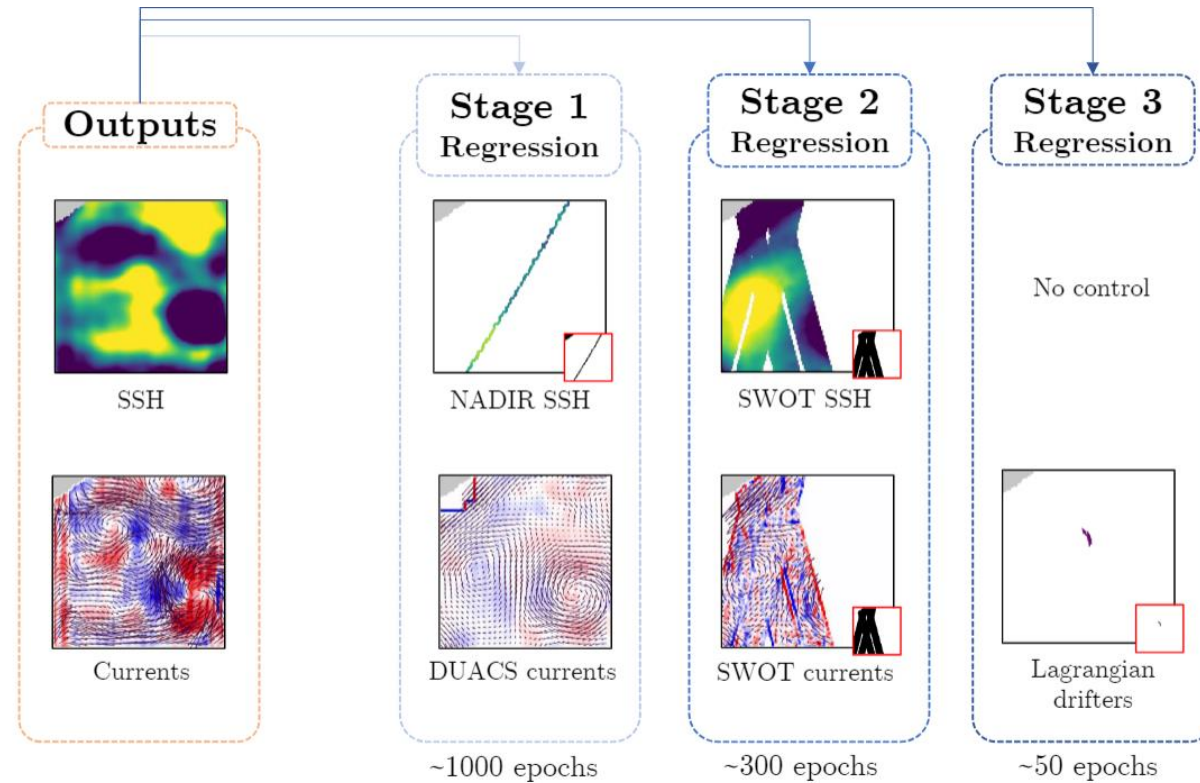 Outputs
SSH
Currents
Stage 1
Regression
NADIR SSH
DUACS currents
~1000 epochs
Stage 2
Regression
SWOT SSH
SWOT currents
~300 epochs
Stage 3
Regression
No control
Lagrangian
drifters
~50 epochs